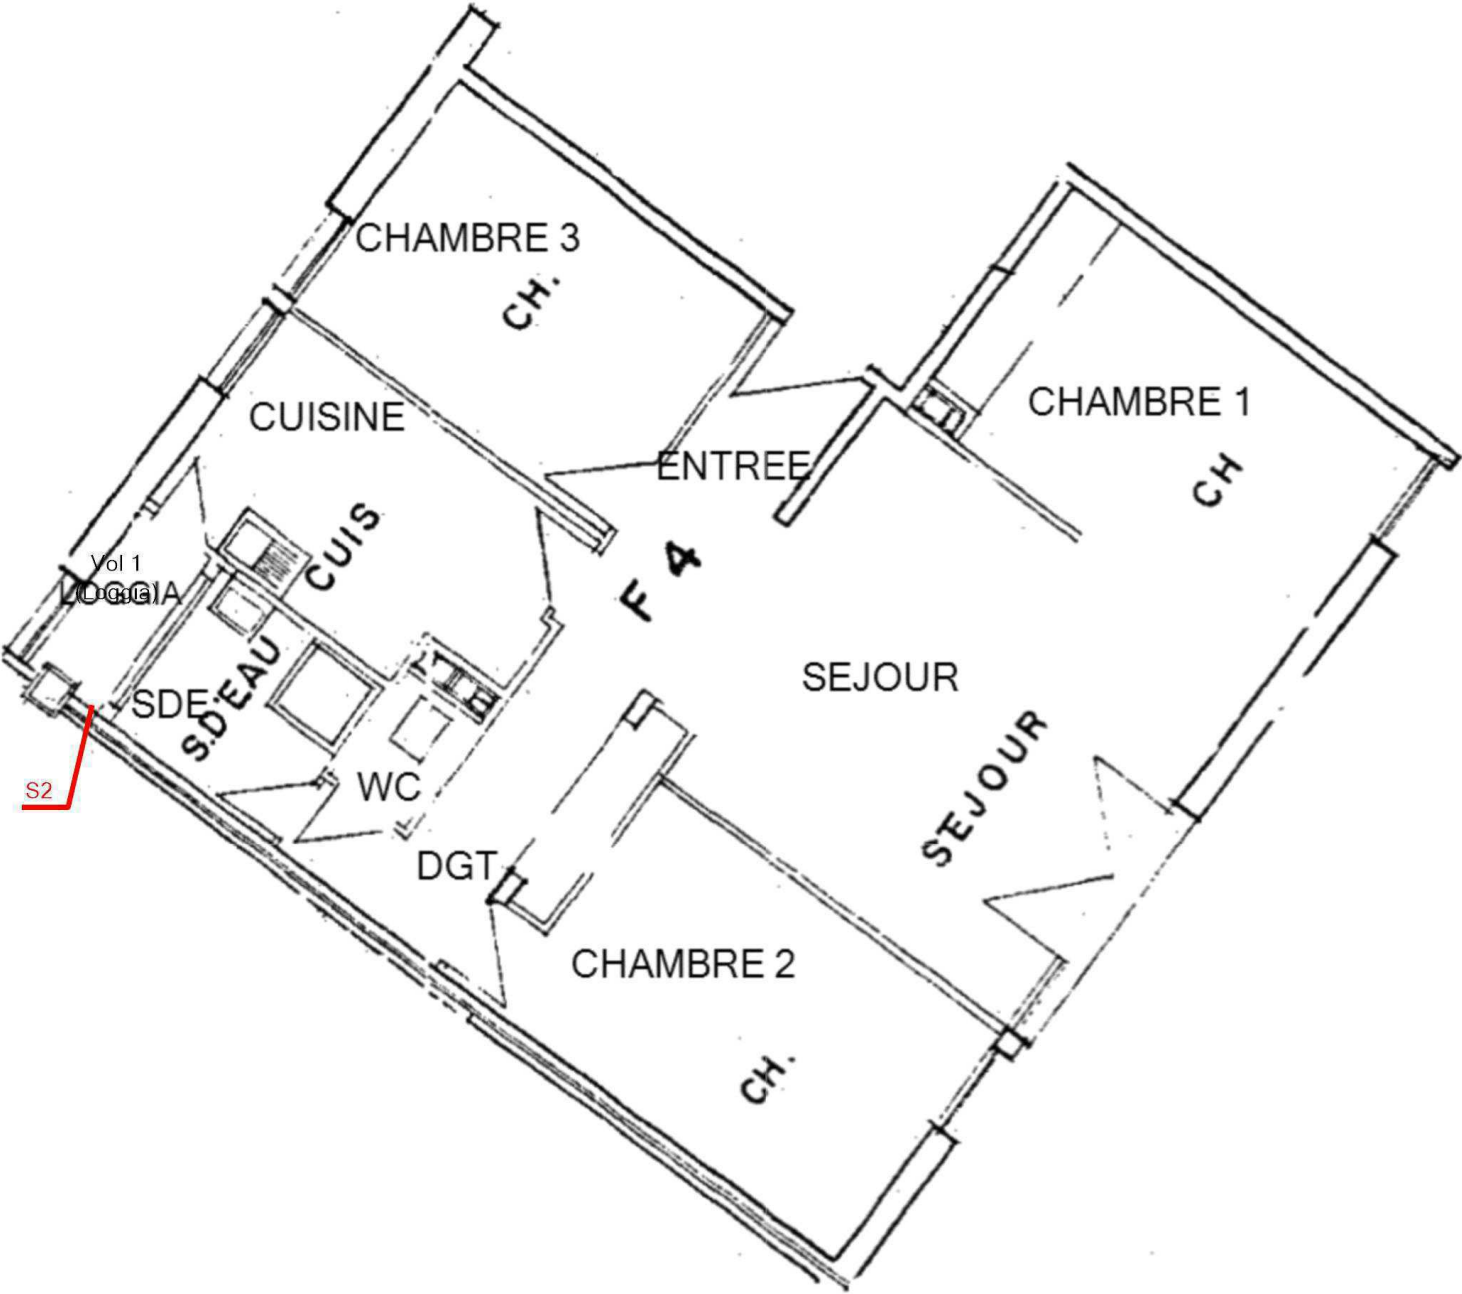 CHAMBRE 3
CH.
CHAMBRE 1
CUISINE
ENTREE
CH
CUIS
F 4
Vol 1
LOGGIA
(Loggia)
S.D'EAU
SEJOUR
SDE
SEJOUR
S2
WC
DGT
CHAMBRE 2
CH.